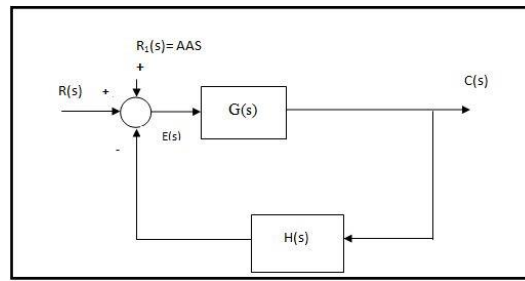 R₁(s)= AAS
+
R(s) +
C(s)
G(s)
E(s)
-
H(s)